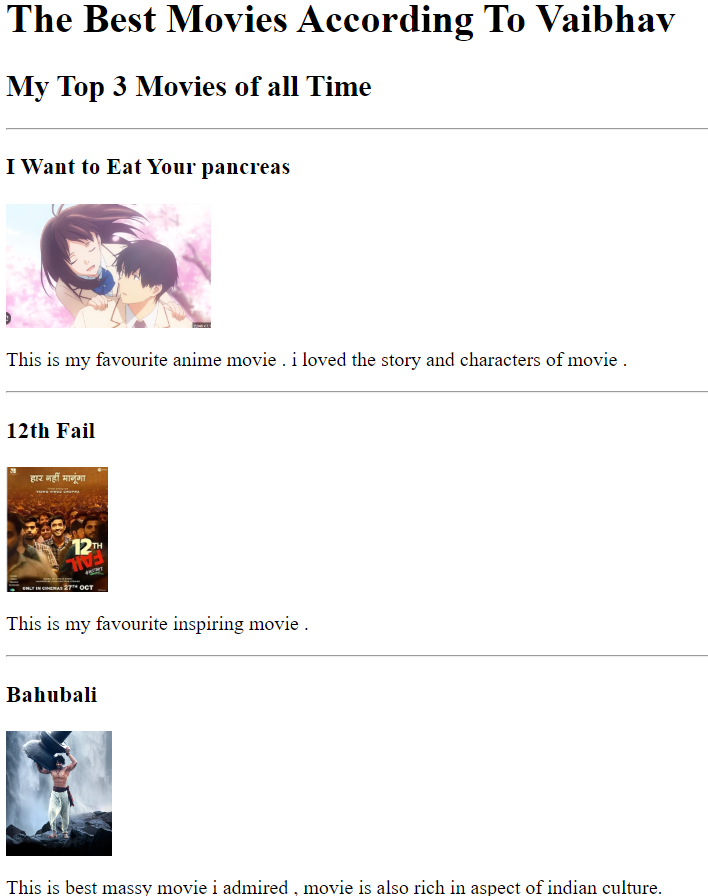 The Best Movies According To Vaibhav
My Top 3 Movies of all Time
I Want to Eat Your pancreas
This is my favourite anime movie . i loved the story and characters of movie .
12th Fail
हार नहीं मानूंगा
12TH
FAIL
ONLY IN CINEMAS 27TH OCT
This is my favourite inspiring movie .
Bahubali
This is best massy movie i admired , movie is also rich in aspect of indian culture.